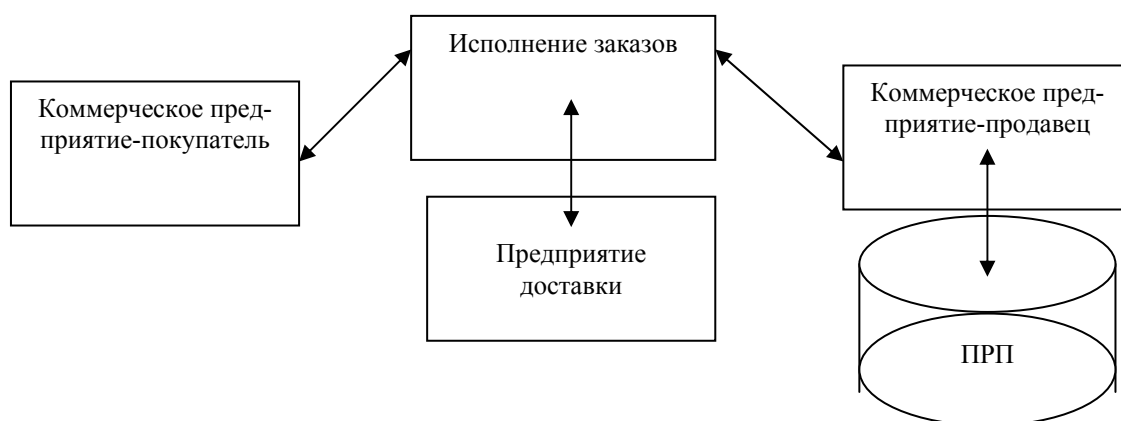 Исполнение заказов
Коммерческое пред-
приятие-покупатель
Коммерческое пред-
приятие-продавец
Предприятие
доставки
ПРП